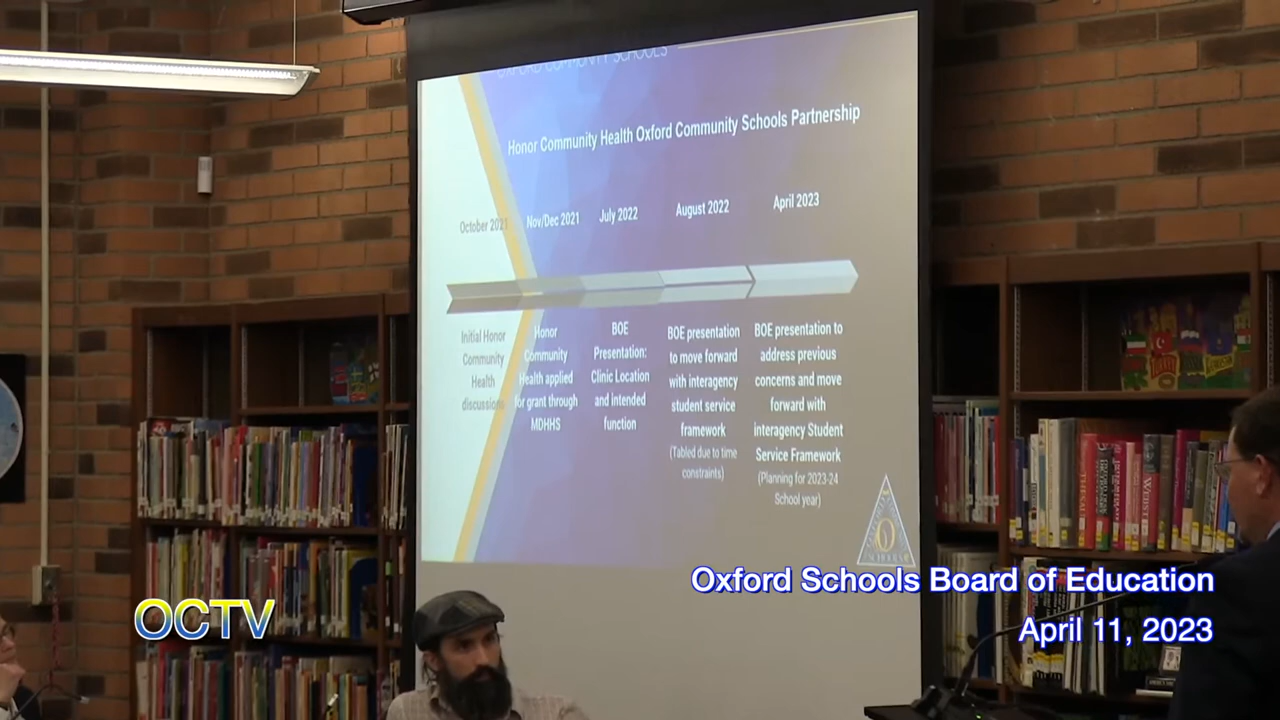 OXFORD COMMUNITY SCHOOLS
Honor Community Health Oxford Community Schools Partnership
October 2021
Nov/Dec 2021
July 2022
August 2022
April 2023
Initial Honor
Community
Health
discussions
Honor
Community
Health applied
for grant through
MDHHS
BOE
Presentation:
Clinic Location
and intended
function
BOE presentation
to move forward
with interagency
student service
framework
(Tabled due to time
constraints)
BOE presentation to
address previous
concerns and move
forward with
interagency Student
Service Framework
(Planning for 2023-24
School year)
O
Oxford Schools Board of Education
April 11, 2023
OCTV